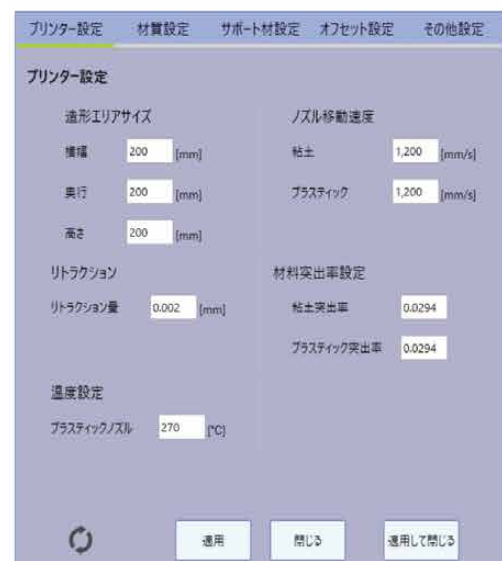 プリンター設定 材質設定 サポート材設定 オフセット設定 その他設定
プリンター設定
造形エリアサイズ
横幅 200 [mm]
奥行 200 [mm]
高さ 200 [mm]
ノズル移動速度
粘土 1,200 [mm/s]
プラスティック 1,200 [mm/s]
リトラクション
リトラクション量 0.002 [mm]
材料突出率設定
粘土突出率 0.0294
プラスティック突出率 0.0294
温度設定
プラスティックノズル 270 [°C]
適用 閉じる 適用して閉じる